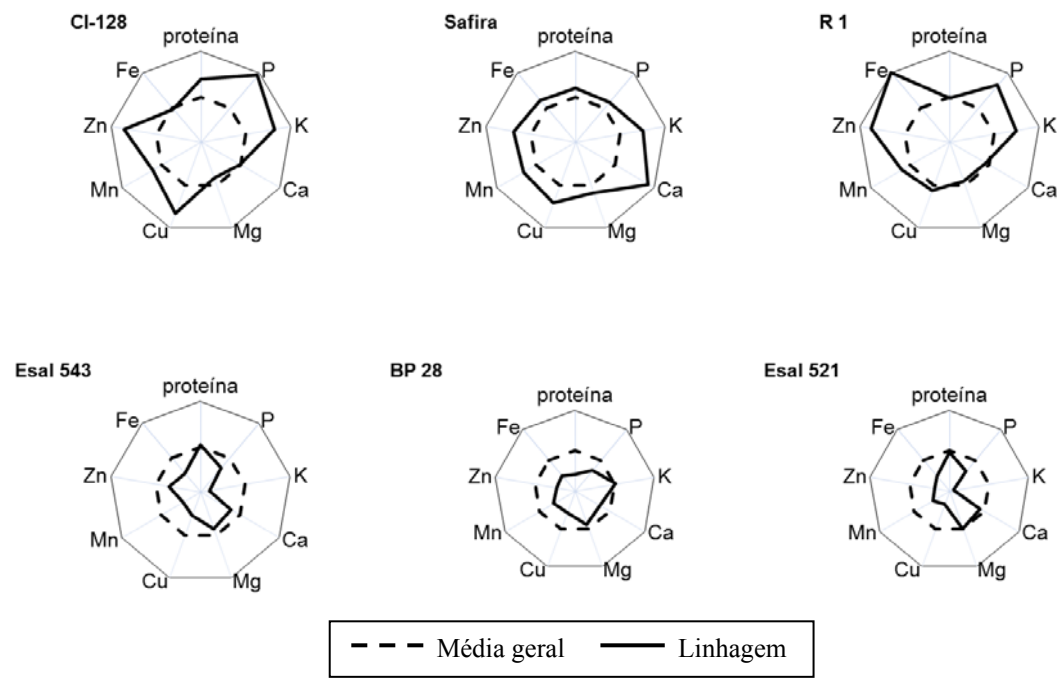 CI-128
proteína
Fe
P
Zn
K
Mn
Ca
Cu
Mg
Safira
proteína
Fe
P
Zn
K
Mn
Ca
Cu
Mg
R 1
proteína
Fe
P
Zn
K
Mn
Ca
Cu
Mg
Esal 543
proteína
Fe
P
Zn
K
Mn
Ca
Cu
Mg
BP 28
proteína
Fe
P
Zn
K
Mn
Ca
Cu
Mg
Esal 521
proteína
Fe
P
Zn
K
Mn
Ca
Cu
Mg
Média geral
Linhagem